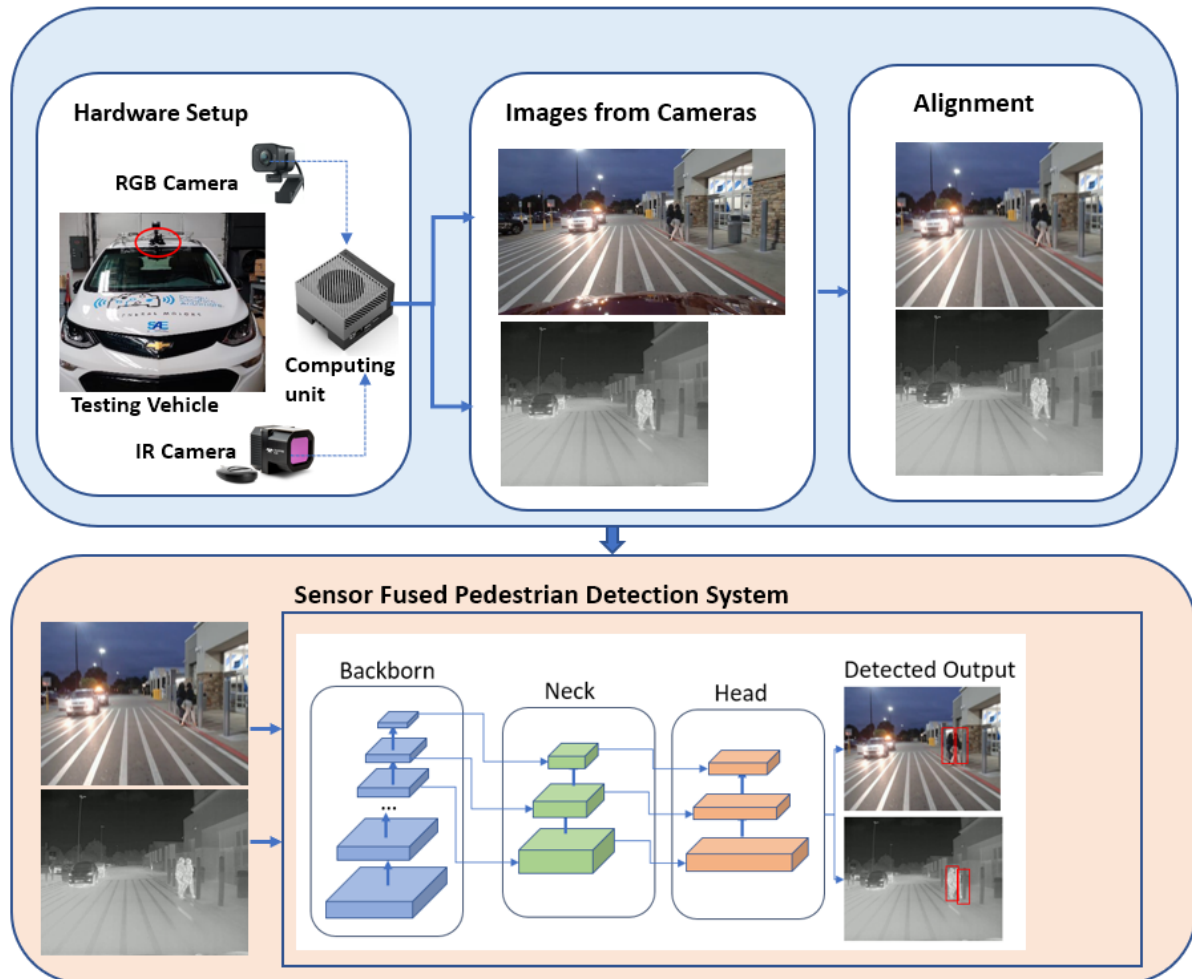 Hardware Setup
RGB Camera
Computing
unit
Testing Vehicle
IR Camera
SAE
Images from Cameras
Alignment
Sensor Fused Pedestrian Detection System
Backborn
...
Neck
Head
Detected Output